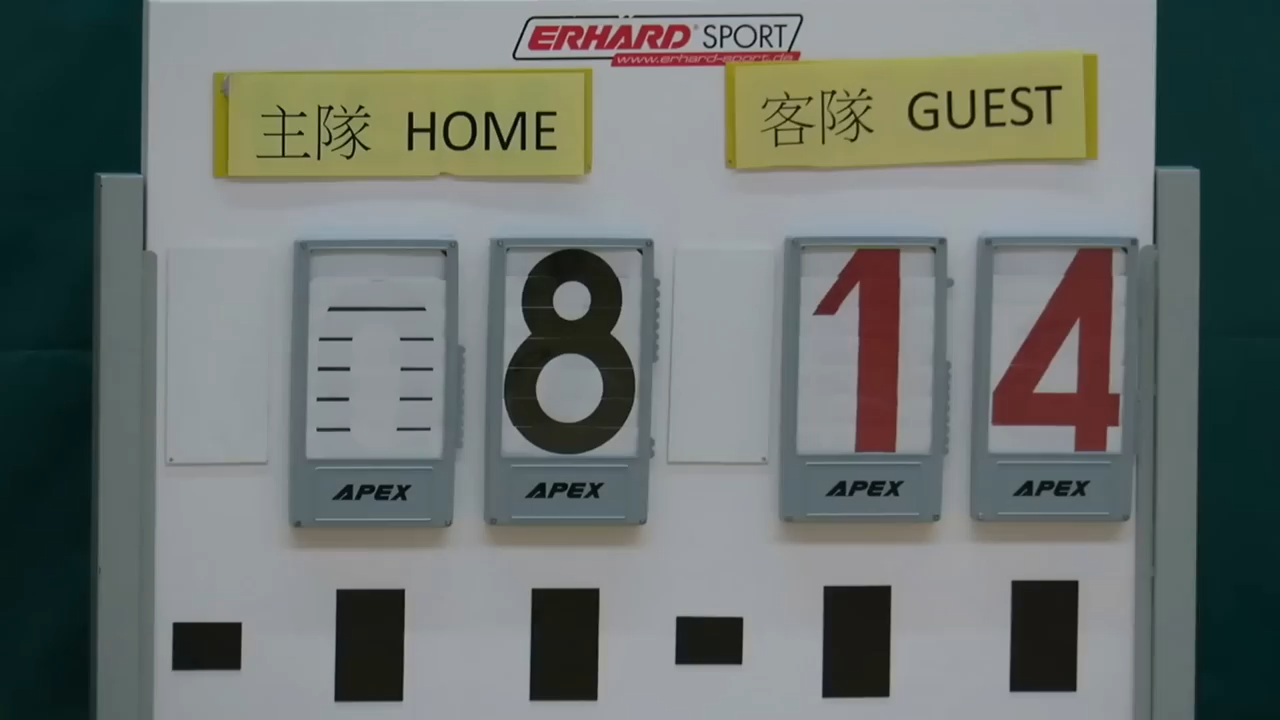 ERHARD® SPORT
www.erhard-sport.de
主隊 HOME
客隊 GUEST
8
14
APEX
APEX
APEX
APEX